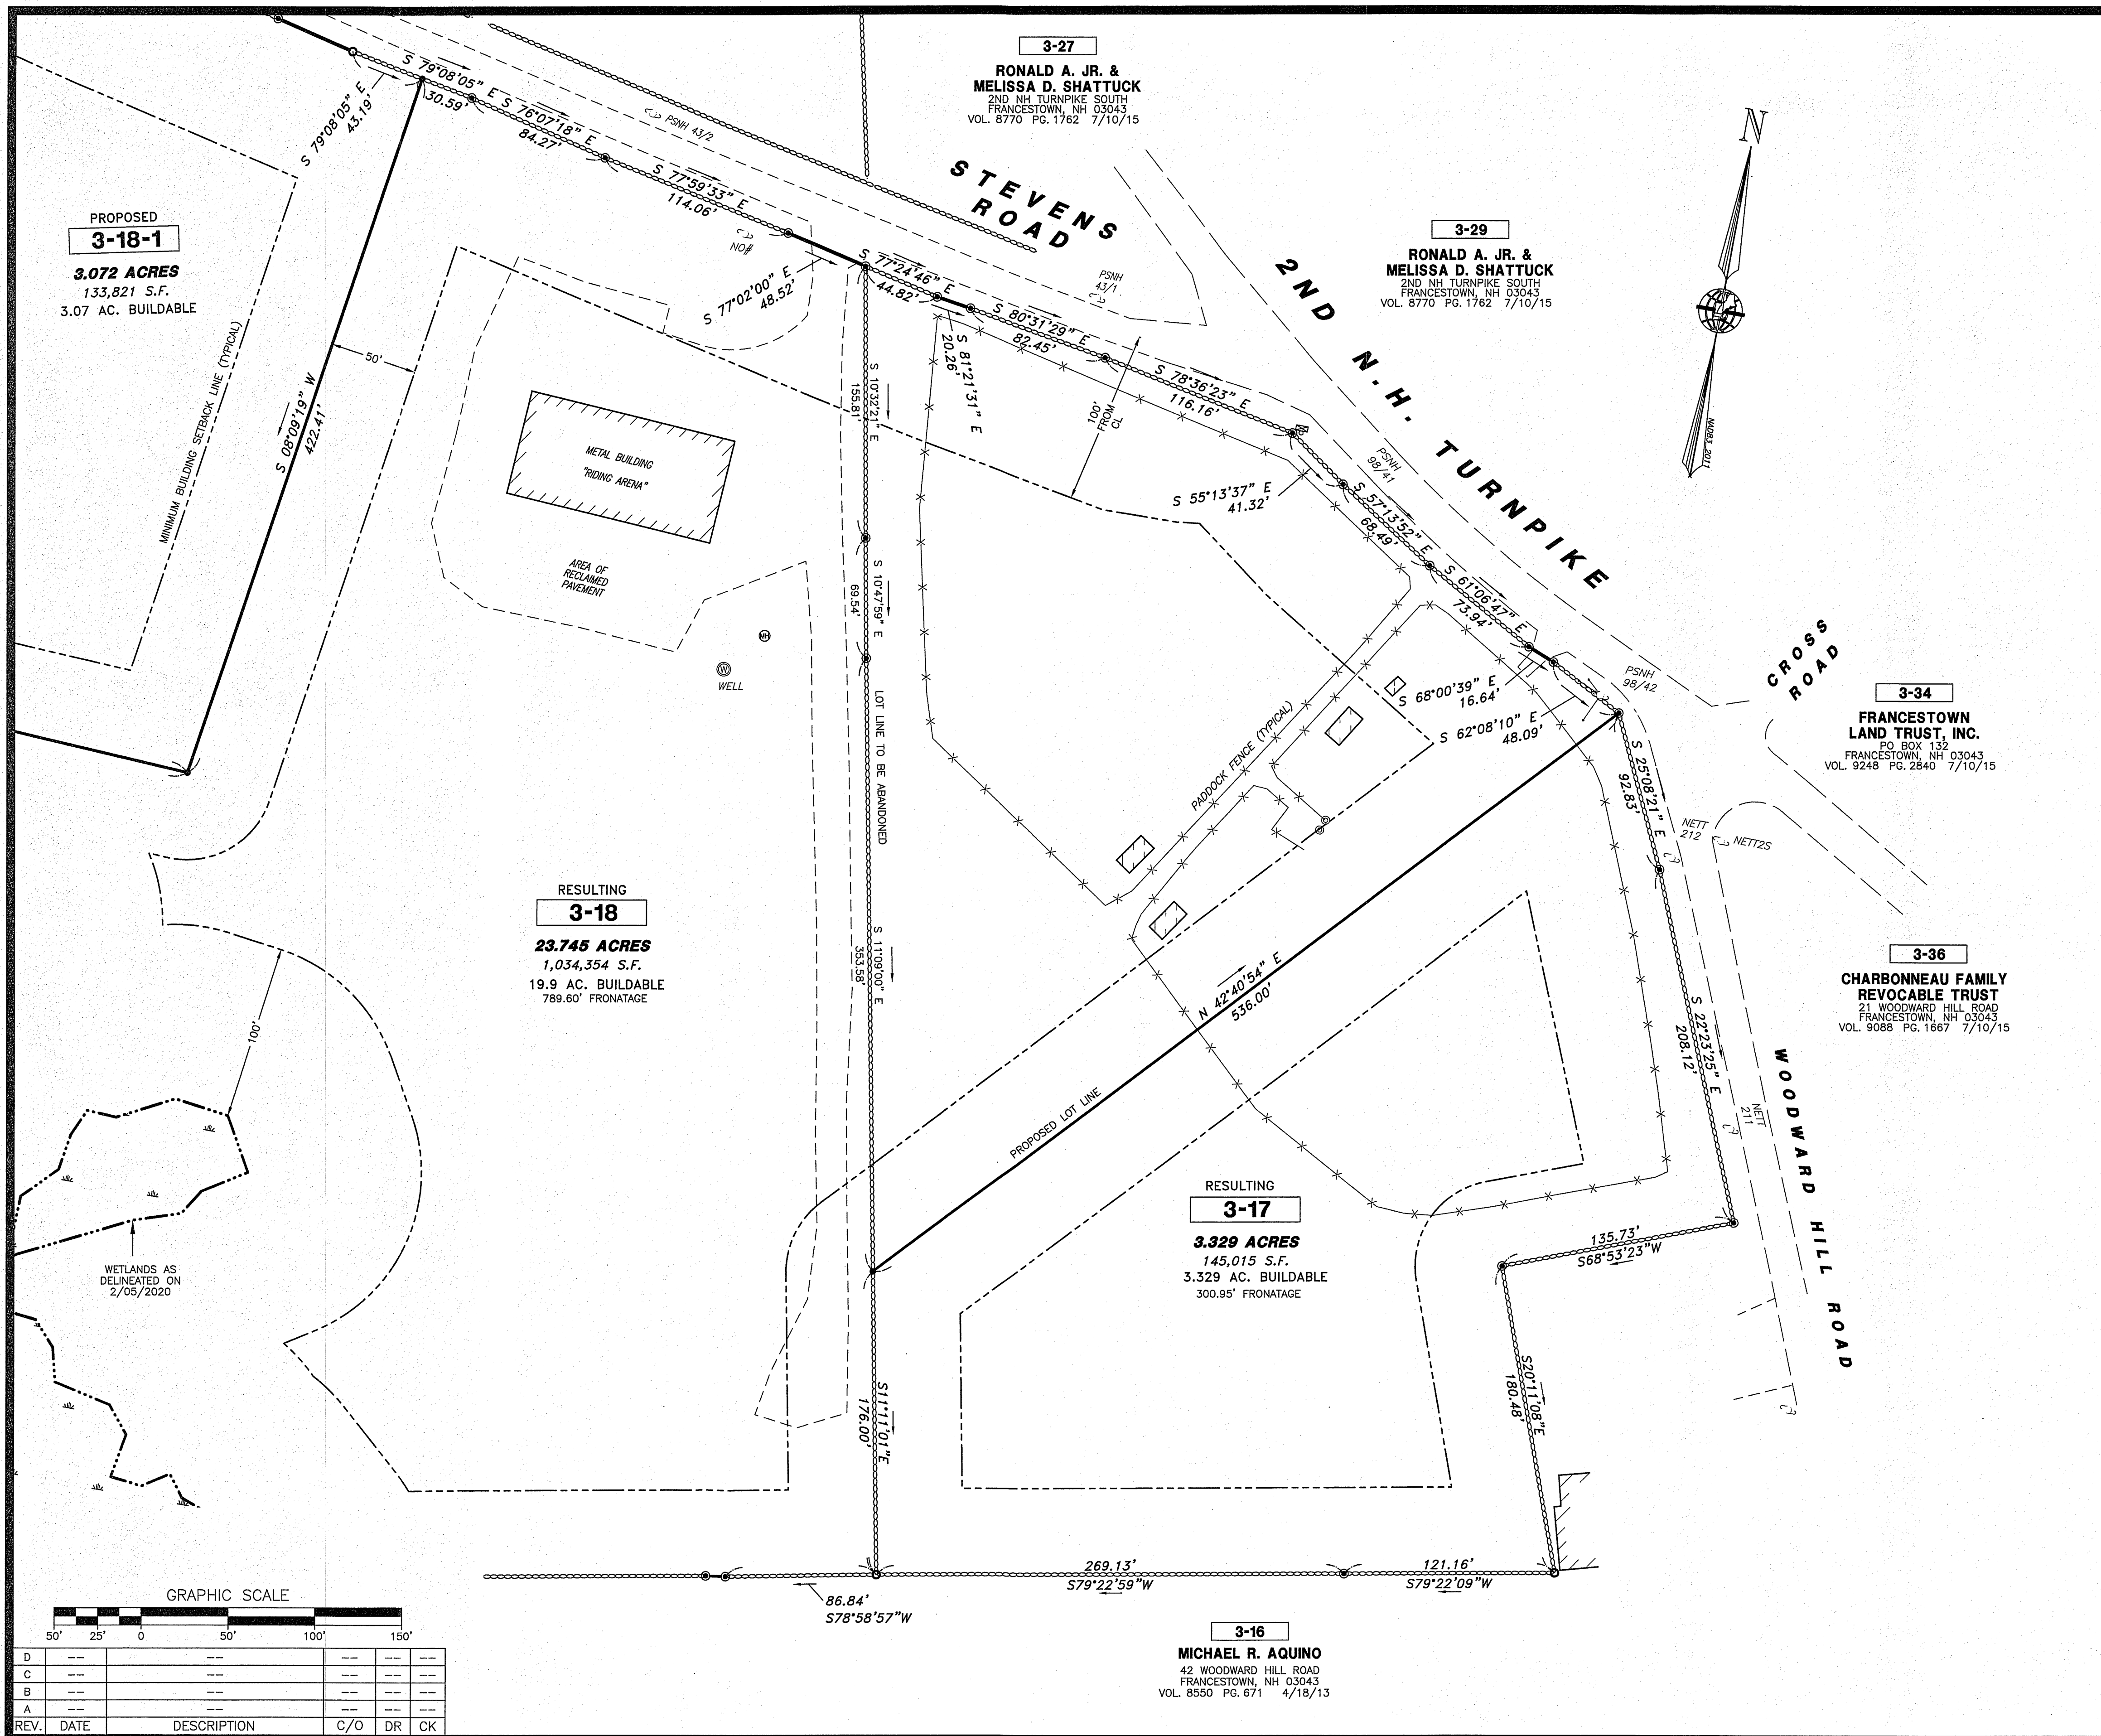 3-27
RONALD A. JR. &
MELISSA D. SHATTUCK
2ND NH TURNPIKE SOUTH
FRANCESTOWN, NH 03043
VOL. 8770 PG. 1762 7/10/15
S 79°08'05" E
30.59'
S 79°08'05" E
43.19'
S 76°07'18" E
84.27'
PSNH 43/2
S 77°59'33" E
114.06'
NO#
S 77°02'00" E
48.52'
STEVENS
ROAD
S 77°24'46" E
44.82'
PSNH
43/1
S 80°31'29" E
82.45'
S 81°21'31" E
20.26'
100'
FROM
CL
S 78°36'23" E
116.16'
2ND N.H. TURNPIKE
3-29
RONALD A. JR. &
MELISSA D. SHATTUCK
2ND NH TURNPIKE SOUTH
FRANCESTOWN, NH 03043
VOL. 8770 PG. 1762 7/10/15
N
NAD83 2011
PROPOSED
3-18-1
3.072 ACRES
133,821 S.F.
3.07 AC. BUILDABLE
MINIMUM BUILDING SETBACK LINE (TYPICAL)
S 08°09'19" W
422.41'
50'
METAL BUILDING
"RIDING ARENA"
AREA OF
RECLAIMED
PAVEMENT
MH
W
WELL
S 10°32'21" E
155.81'
S 10°47'59" E
69.54'
LOT LINE TO BE ABANDONED
S 11°09'00" E
353.58'
S11°11'01"E
176.00'
PSNH
98/41
S 55°13'37" E
41.32'
S 57°13'52" E
68.49'
S 61°06'47" E
73.94'
S 68°00'39" E
16.64'
S 62°08'10" E
48.09'
PSNH
98/42
CROSS
ROAD
3-34
FRANCESTOWN
LAND TRUST, INC.
PO BOX 132
FRANCESTOWN, NH 03043
VOL. 9248 PG. 2840 7/10/15
PADDOCK FENCE (TYPICAL)
S 25°08'21" E
92.83'
NETT
212
NETT2S
RESULTING
3-18
23.745 ACRES
1,034,354 S.F.
19.9 AC. BUILDABLE
789.60' FRONATAGE
100'
N 42°40'54" E
536.00'
PROPOSED LOT LINE
S 22°23'25" E
208.12'
3-36
CHARBONNEAU FAMILY
REVOCABLE TRUST
21 WOODWARD HILL ROAD
FRANCESTOWN, NH 03043
VOL. 9088 PG. 1667 7/10/15
NETT
211
WOODWARD HILL ROAD
WETLANDS AS
DELINEATED ON
2/05/2020
RESULTING
3-17
3.329 ACRES
145,015 S.F.
3.329 AC. BUILDABLE
300.95' FRONATAGE
135.73'
S68°53'23"W
S20°11'08"E
180.48'
269.13'
S79°22'59"W
121.16'
S79°22'09"W
86.84'
S78°58'57"W
3-16
MICHAEL R. AQUINO
42 WOODWARD HILL ROAD
FRANCESTOWN, NH 03043
VOL. 8550 PG. 671 4/18/13
GRAPHIC SCALE
50' 25' 0 50' 100' 150'
D -- -- -- -- --
C -- -- -- -- --
B -- -- -- -- --
A -- -- -- -- --
REV. DATE DESCRIPTION C/O DR CK